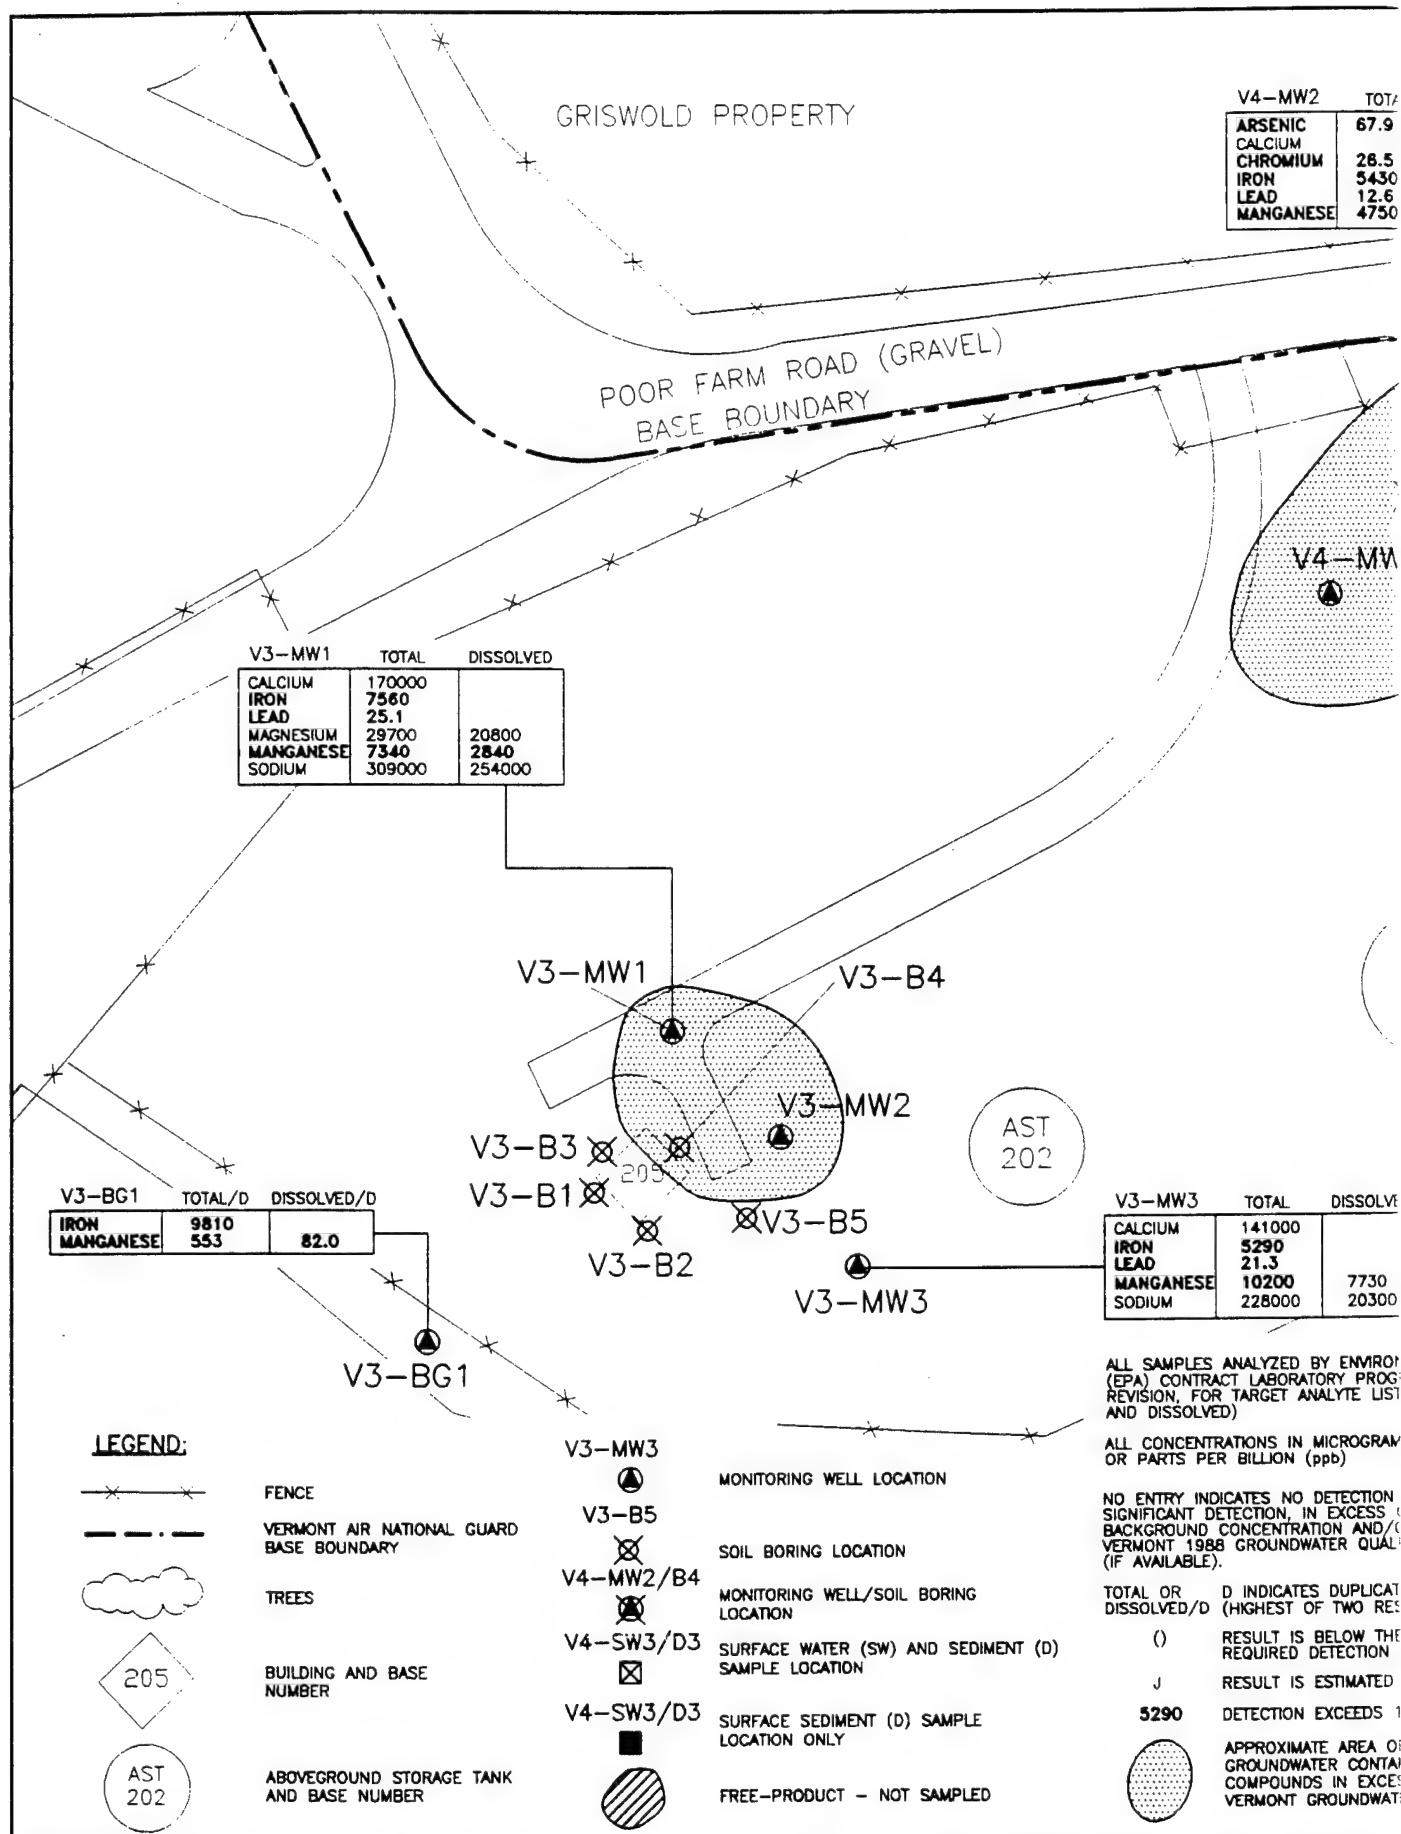 GRISWOLD PROPERTY
V4-MW2
ARSENIC 67.9
CALCIUM
CHROMIUM 28.5
IRON 5430
LEAD 12.6
MANGANESE 4750
POOR FARM ROAD (GRAVEL)
BASE BOUNDARY
V3-MW1 TOTAL DISSOLVED
CALCIUM 170000
IRON 7560
LEAD 25.1
MAGNESIUM 29700 20800
MANGANESE 7340 2840
SODIUM 309000 254000
V3-MW1
V3-B4
V3-MW2
AST
202
V3-B3
205
V3-B1
V3-B5
V3-B2
V3-MW3
V3-BG1 TOTAL/D DISSOLVED/D
IRON 9810
MANGANESE 553 82.0
V3-BG1
V3-MW3 TOTAL
CALCIUM 141000
IRON 5290
LEAD 21.3
MANGANESE 10200 7730
SODIUM 228000 20300
ALL SAMPLES ANALYZED BY
(EPA) CONTRACT LABORATORY
REVISION, FOR TARGET ANALYTE LIST
AND DISSOLVED)
ALL CONCENTRATIONS IN
OR PARTS PER BILLION (ppb)
NO ENTRY INDICATES NO DETECTION
SIGNIFICANT DETECTION, IN EXCESS
BACKGROUND CONCENTRATION
VERMONT 1988 GROUNDWATER
(IF AVAILABLE).
TOTAL OR D INDICATES
DISSOLVED/D (HIGHEST OF TWO
() RESULT IS BELOW THE
REQUIRED DETECTION
J RESULT IS ESTIMATED
5290 DETECTION EXCEEDS
APPROXIMATE AREA
GROUNDWATER
COMPOUNDS IN
VERMONT
LEGEND:
FENCE
VERMONT AIR NATIONAL GUARD
BASE BOUNDARY
TREES
205
BUILDING AND BASE
NUMBER
AST
202
ABOVEGROUND STORAGE TANK
AND BASE NUMBER
V3-MW3
MONITORING WELL LOCATION
V3-B5
SOIL BORING LOCATION
V4-MW2/B4
MONITORING WELL/SOIL BORING
LOCATION
V4-SW3/D3
SURFACE WATER (SW) AND SEDIMENT (D)
SAMPLE LOCATION
V4-SW3/D3
SURFACE SEDIMENT (D) SAMPLE
LOCATION ONLY
FREE-PRODUCT - NOT SAMPLED